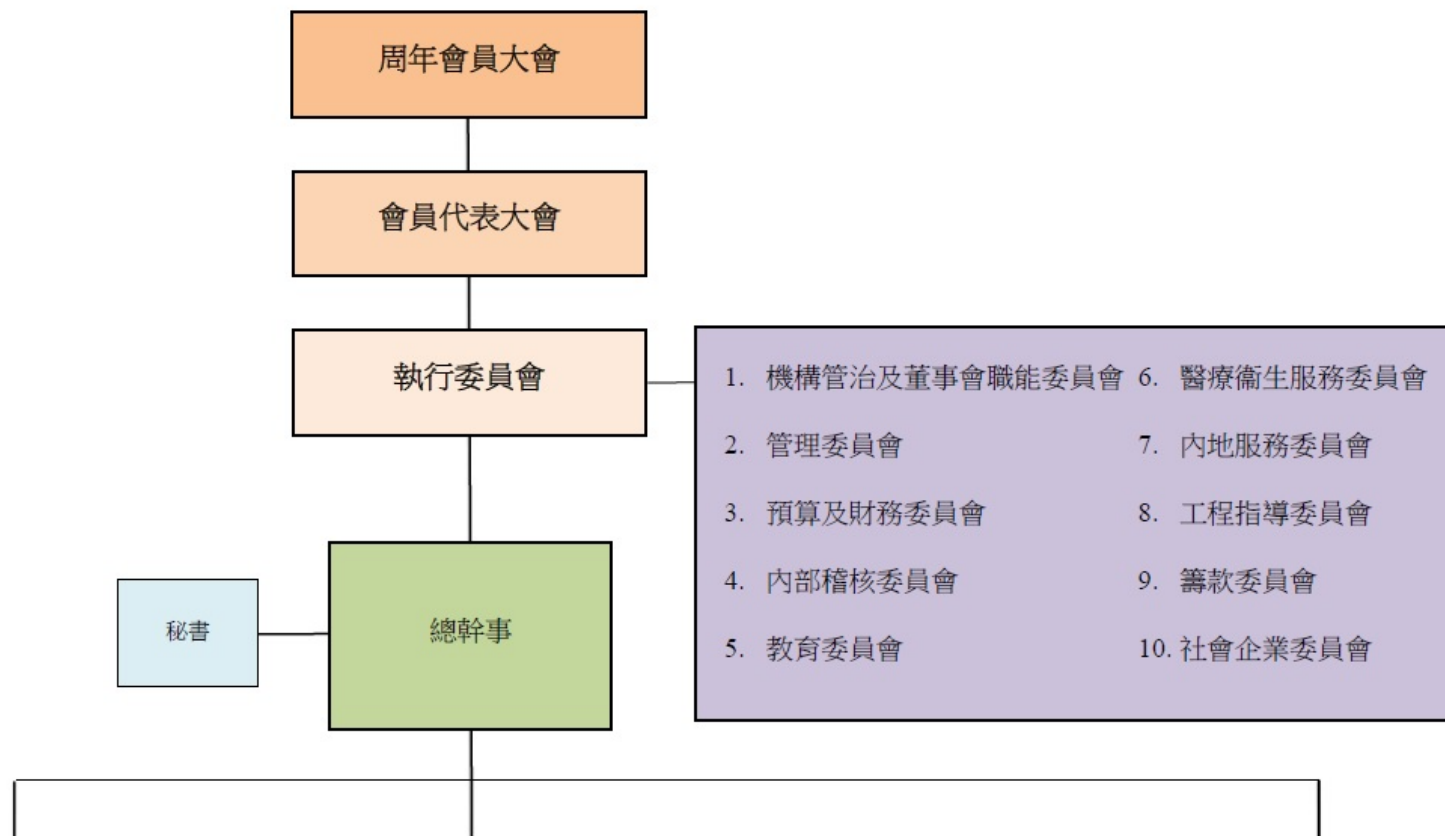 周年會員大會
會員代表大會
執行委員會
1. 機構管治及董事會職能委員會
2. 管理委員會
3. 預算及財務委員會
4. 內部稽核委員會
5. 教育委員會
6. 醫療衞生服務委員會
7. 內地服務委員會
8. 工程指導委員會
9. 籌款委員會
10. 社會企業委員會
秘書
總幹事